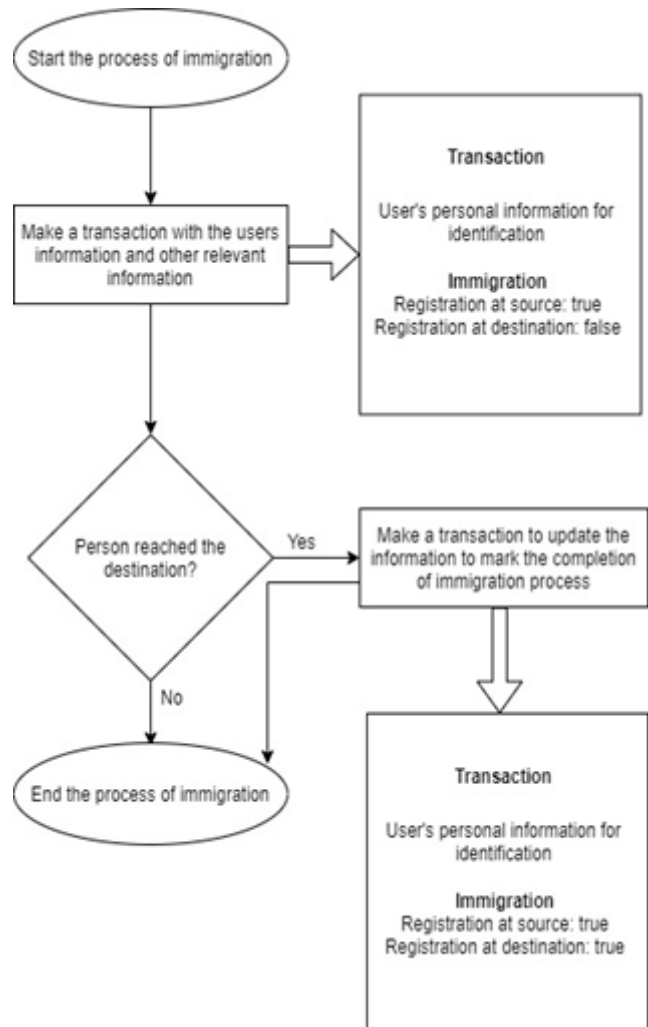 Start the process of immigration
Transaction
Make a transaction with the users
information and other relevant
information
User's personal information for
identification
Immigration
Registration at source: true
Registration at destination: false
Person reached the
destination?
Yes
Make a transaction to update the
information to mark the completion
of immigration process
No
End the process of immigration
Transaction
User's personal information for
identification
Immigration
Registration at source: true
Registration at destination: true